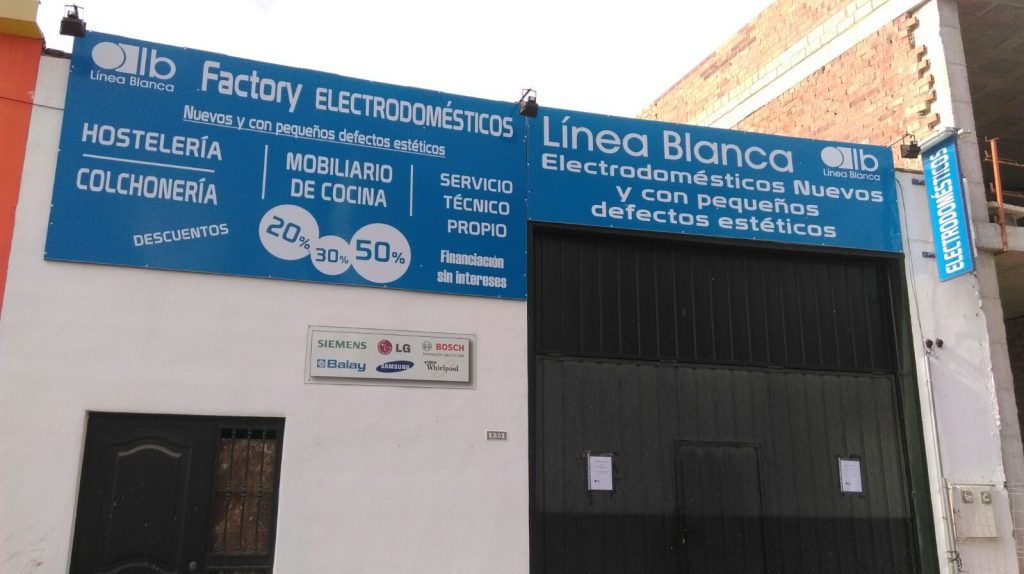 alb
Línea Blanca
Factory ELECTRODOMÉSTICOS
Nuevos y con pequeños defectos estéticos
HOSTELERÍA
COLCHONERÍA
MOBILIARIO
DE COCINA
SERVICIO
TÉCNICO
PROPIO
DESCUENTOS
20%
30%
50%
Financiación
sin intereses
Línea Blanca
alb
Línea Blanca
Electrodomésticos Nuevos
y con pequeños
defectos estéticos
ELECTRODOMÉSTICOS
SIEMENS
LG
BOSCH
Balay
SAMSUNG
Whirlpool